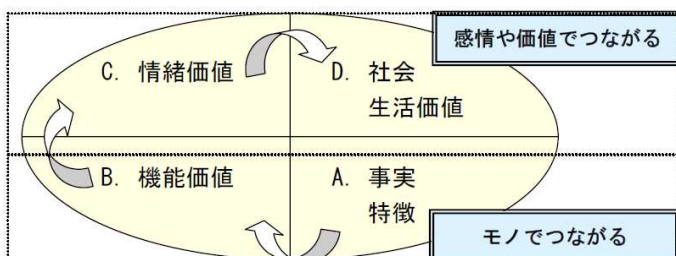 感情や価値でつながる
C. 情緒価値
D. 社会
生活価値
B. 機能価値
A. 事実
特徴
モノでつながる